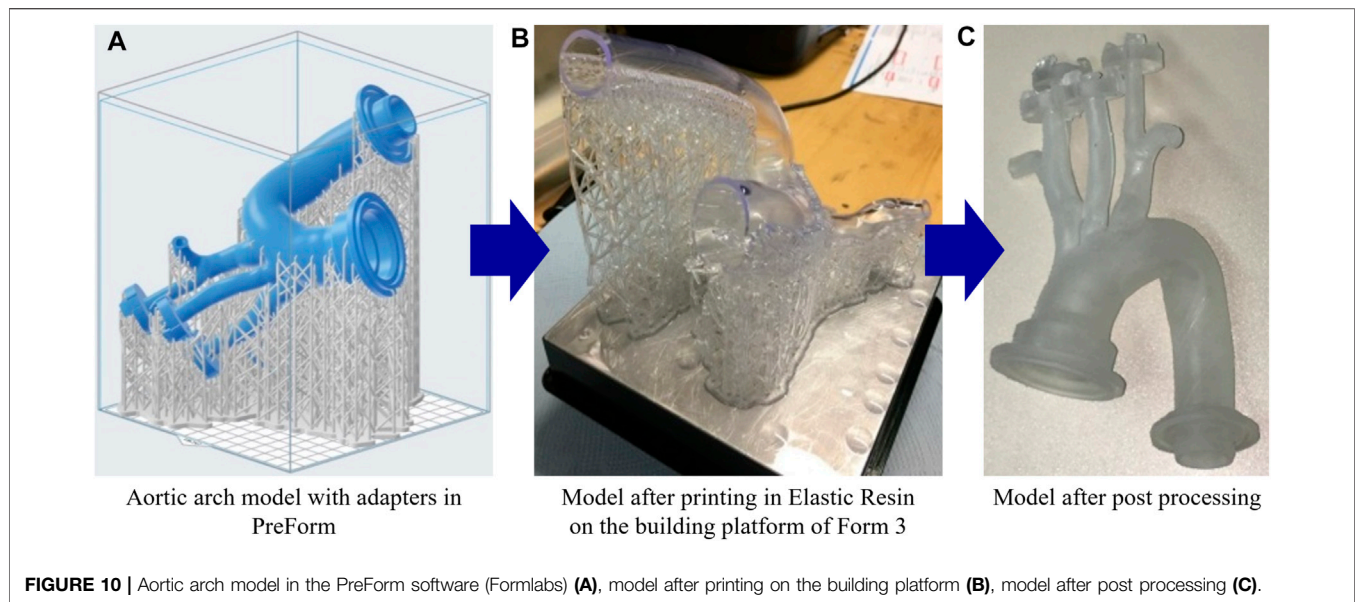 A
B
C
Aortic arch model with adapters in
PreForm
Model after printing in Elastic Resin
on the building platform of Form 3
Model after post processing
FIGURE 10 | Aortic arch model in the PreForm software (Formlabs) (A), model after printing on the building platform (B), model after post processing (C).